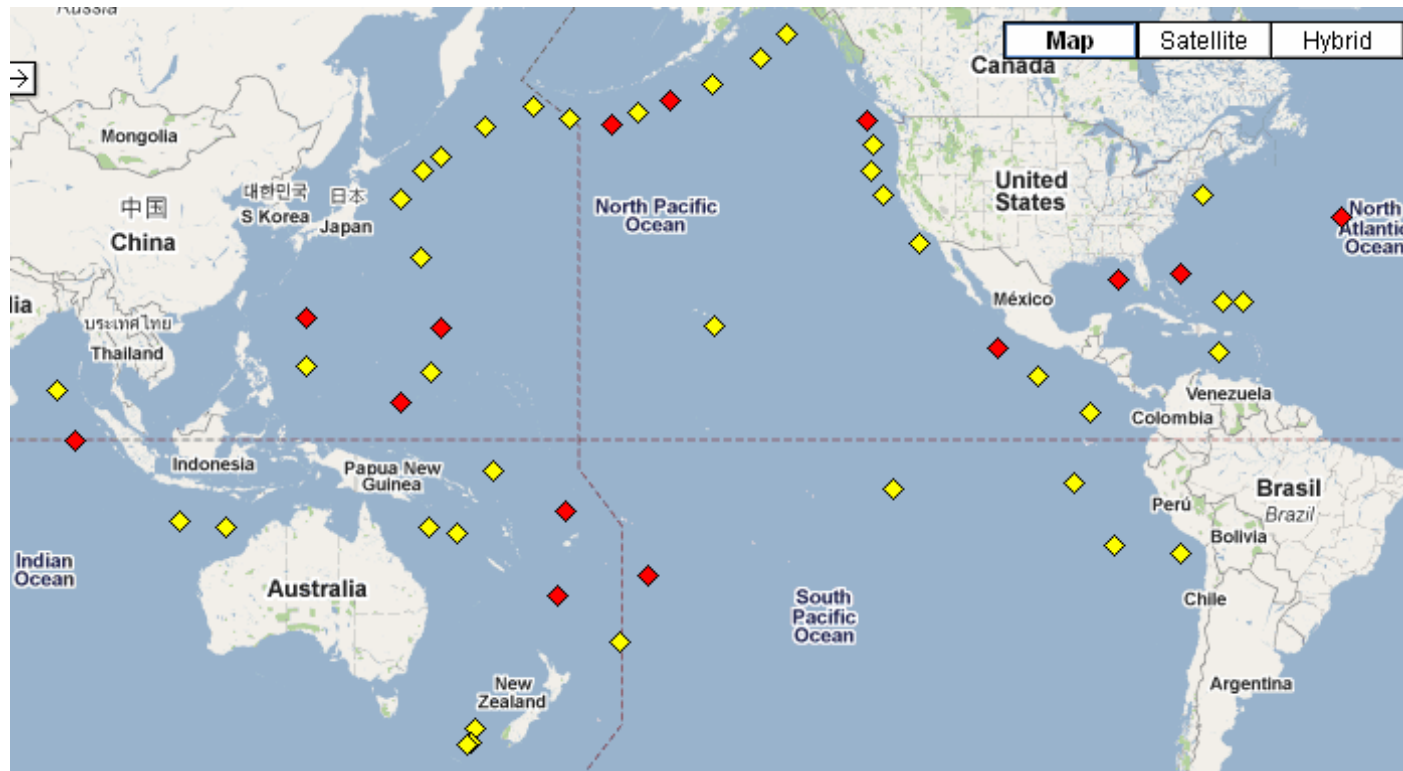 Russia
Map
Satellite
Hybrid
Canada
Mongolia
United
States
대한민국
S Korea
日本
Japan
中国
China
North Pacific
Ocean
North
Atlantic
Ocean
lia
ประเทศไทย
Thailand
México
Venezuela
Colombia
Indonesia
Papua New
Guinea
Perú
Brasil
Brazil
Bolivia
Indian
Ocean
Australia
South
Pacific
Ocean
Chile
New
Zealand
Argentina